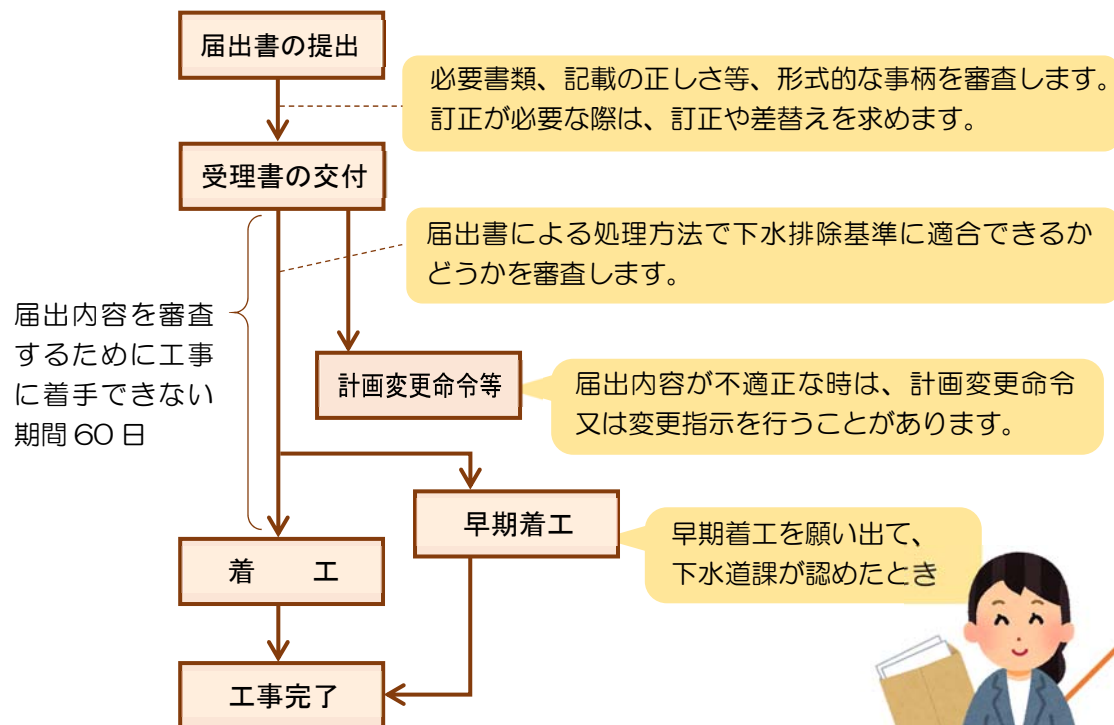 届出書の提出
必要書類、記載の正しさ等、形式的な事柄を審査します。
訂正が必要な際は、訂正や差替えを求めます。
受理書の交付
届出書による処理方法で下水排除基準に適合できるか
どうかを審査します。
届出内容を審査
するために工事
に着手できない
期間60日
計画変更命令等
届出内容が不適正な時は、計画変更命令
又は変更指示を行うことがあります。
早期着工
早期着工を願い出て、
下水道課が認めたとき
着　　工
工事完了